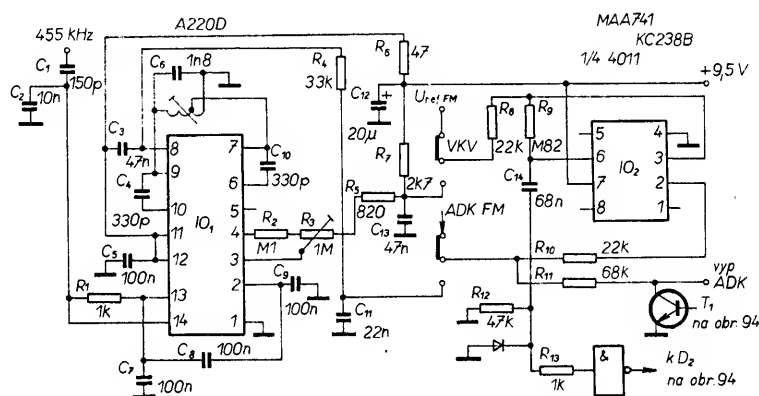 A220D
MAA741
KC238B
1/4 4011
455 kHz
C1
150p
C2
10n
C6
1n8
R4
33k
R6
47
+9,5V
C12
+
20µ
Uref FM
VKV
R8
22k
R9
M82
C3
47n
C4
330p
8
9
10
11
12
13
14
IO1
7
6
5
4
3
2
1
C10
330p
R7
2k7
R5
820
R2
M1
R3
1M
C13
47n
ADK FM
C14
68n
5
6
7
8
IO2
4
3
2
1
C5
100n
R1
1k
C9
100n
C8
100n
C7
100n
C11
22n
R10
22k
R11
68k
vyp
ADK
T1
na obr. 94
R12
47k
R13
1k
&
k D2
na obr. 94